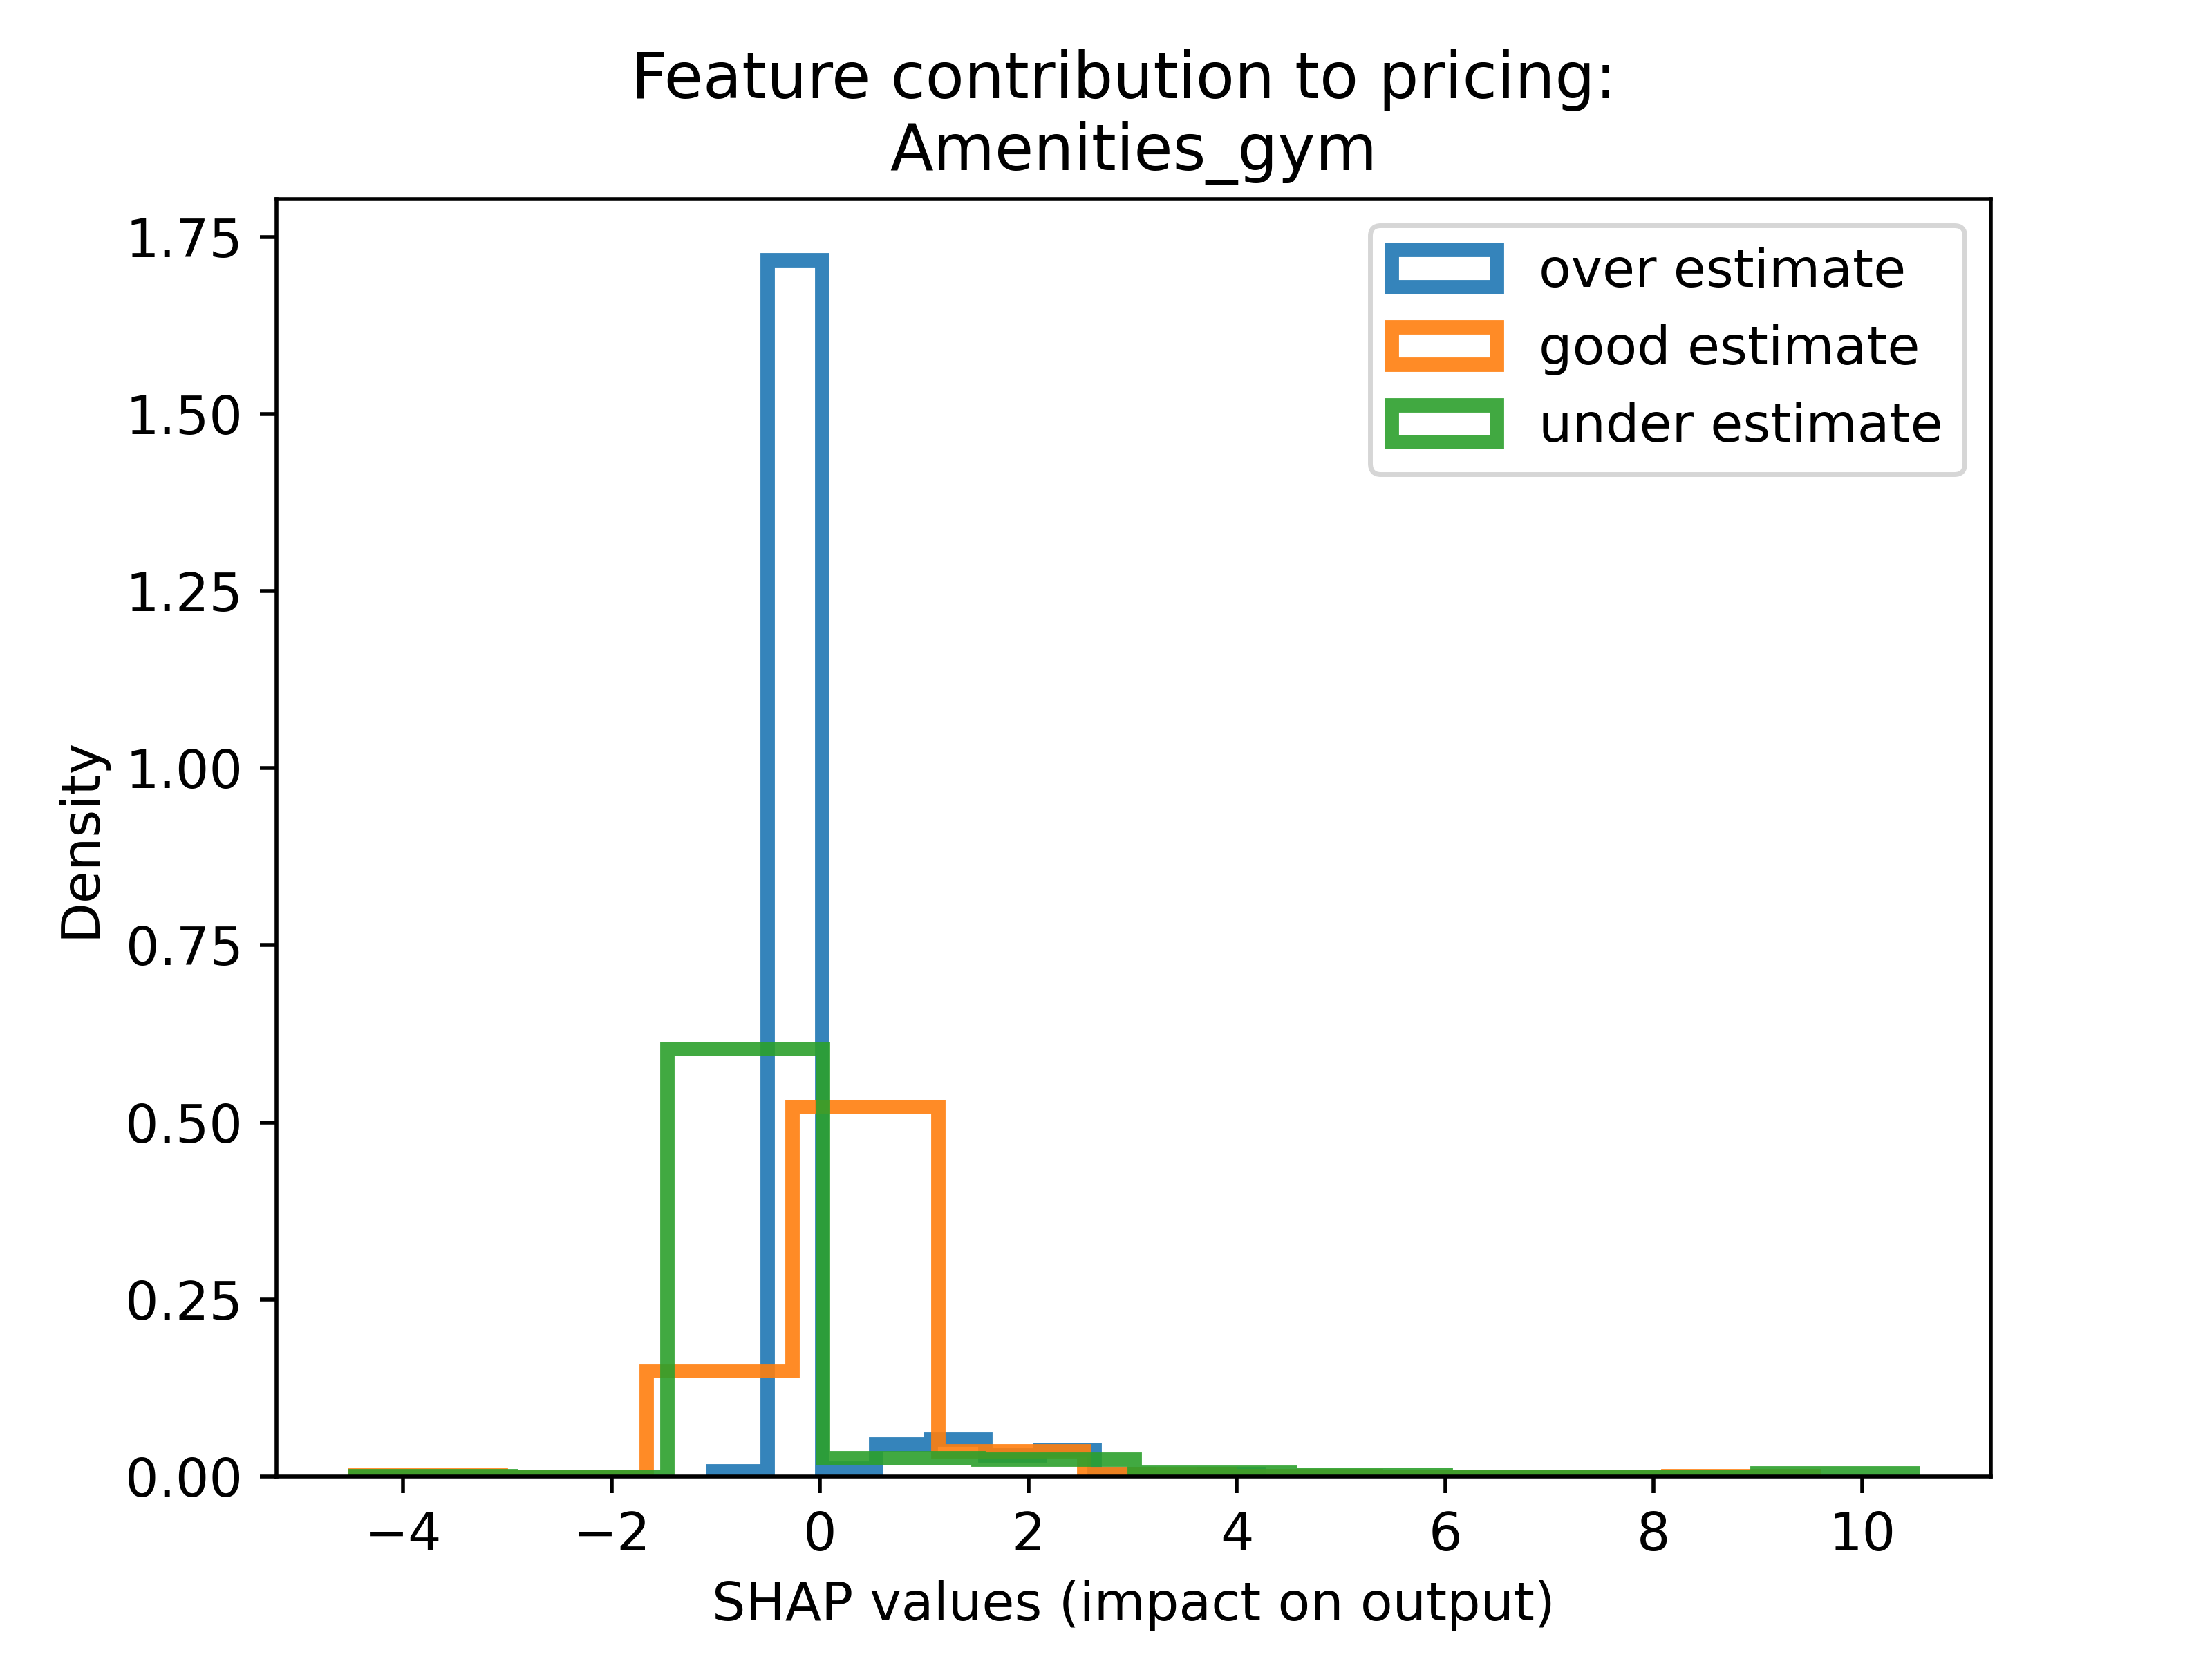 Feature contribution to pricing:
Amenities_gym
over estimate
good estimate
under estimate
1.75
1.50
1.25
1.00
0.75
0.50
0.25
0.00
Density
−4
−2
0
2
4
6
8
10
SHAP values (impact on output)